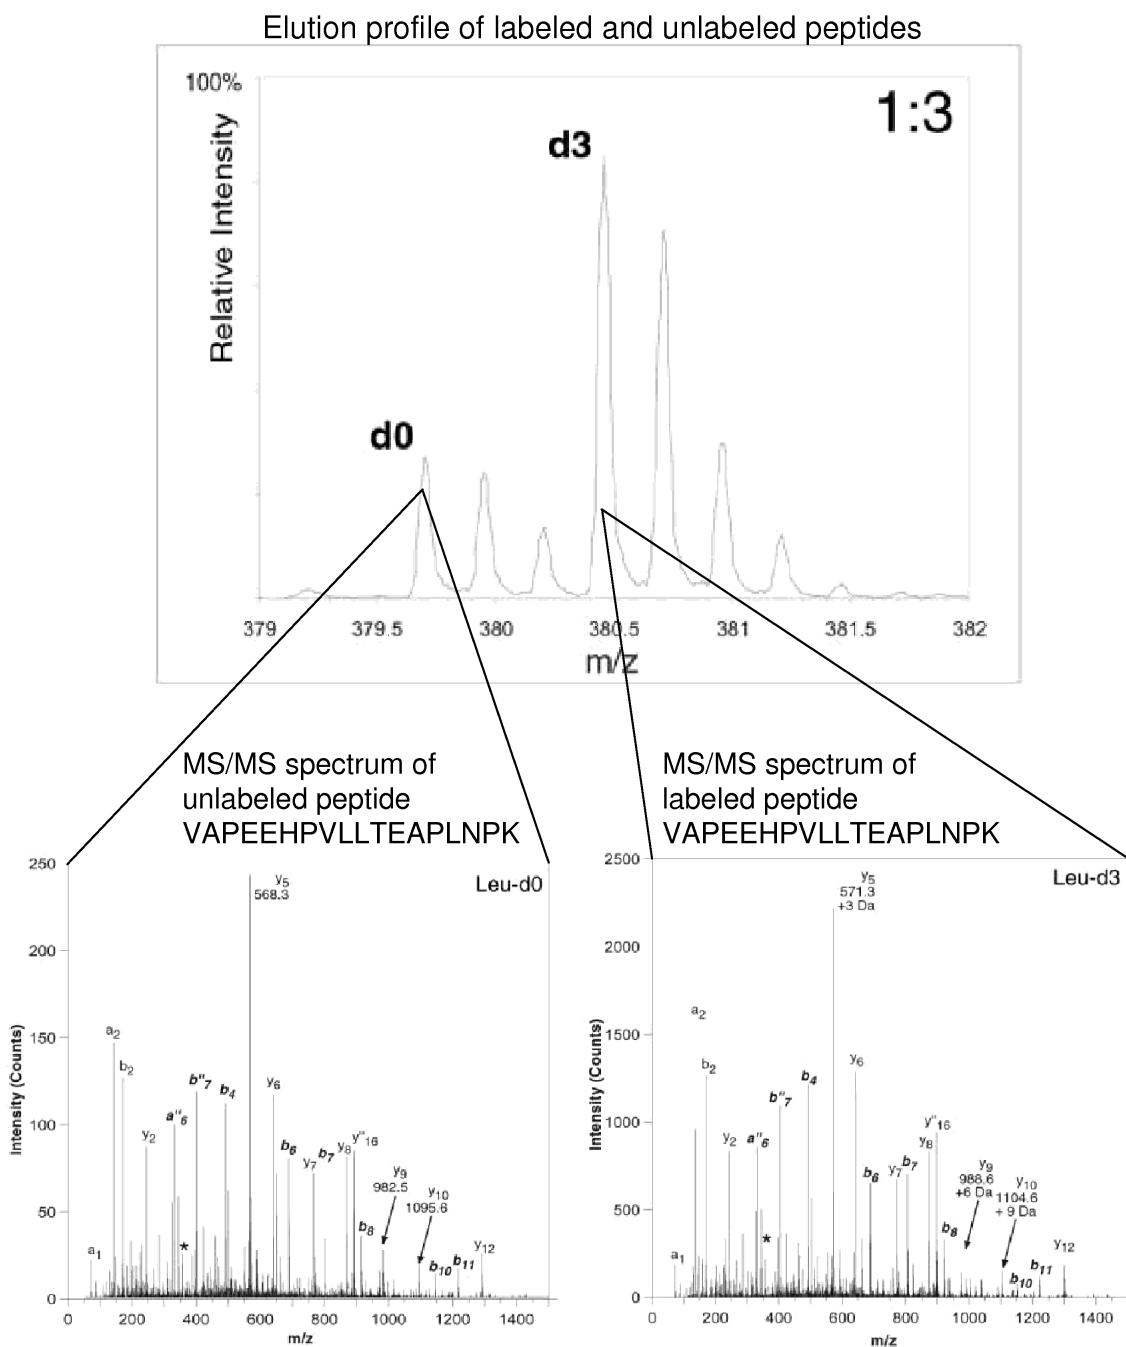 Elution profile of labeled and unlabeled peptides
100%
Relative Intensity
1:3
d3
d0
379 379.5 380 380.5 381 381.5 382
m/z
MS/MS spectrum of
unlabeled peptide
VAPEEHPVLLTEAPLNPK
MS/MS spectrum of
labeled peptide
VAPEEHPVLLTEAPLNPK
Leu-d0
Intensity (Counts)
250
200
150
100
50
0
y5
568.3
a2
b2
y2
a"6
b"7
b4
y6
b6
y7
b7
y8
y"16
y9
982.5
y10
1095.6
b8
b10
b11
y12
a1
*
0 200 400 600 800 1000 1200 1400
m/z
Leu-d3
Intensity (Counts)
2500
2000
1500
1000
500
0
y5
571.3
+3 Da
a2
b2
y2
a"6
b"7
b4
y6
b6
y7
b7
y8
y"16
y9
988.6
+6 Da
y10
1104.6
+ 9 Da
b8
b10
b11
y12
a1
*
0 200 400 600 800 1000 1200 1400
m/z